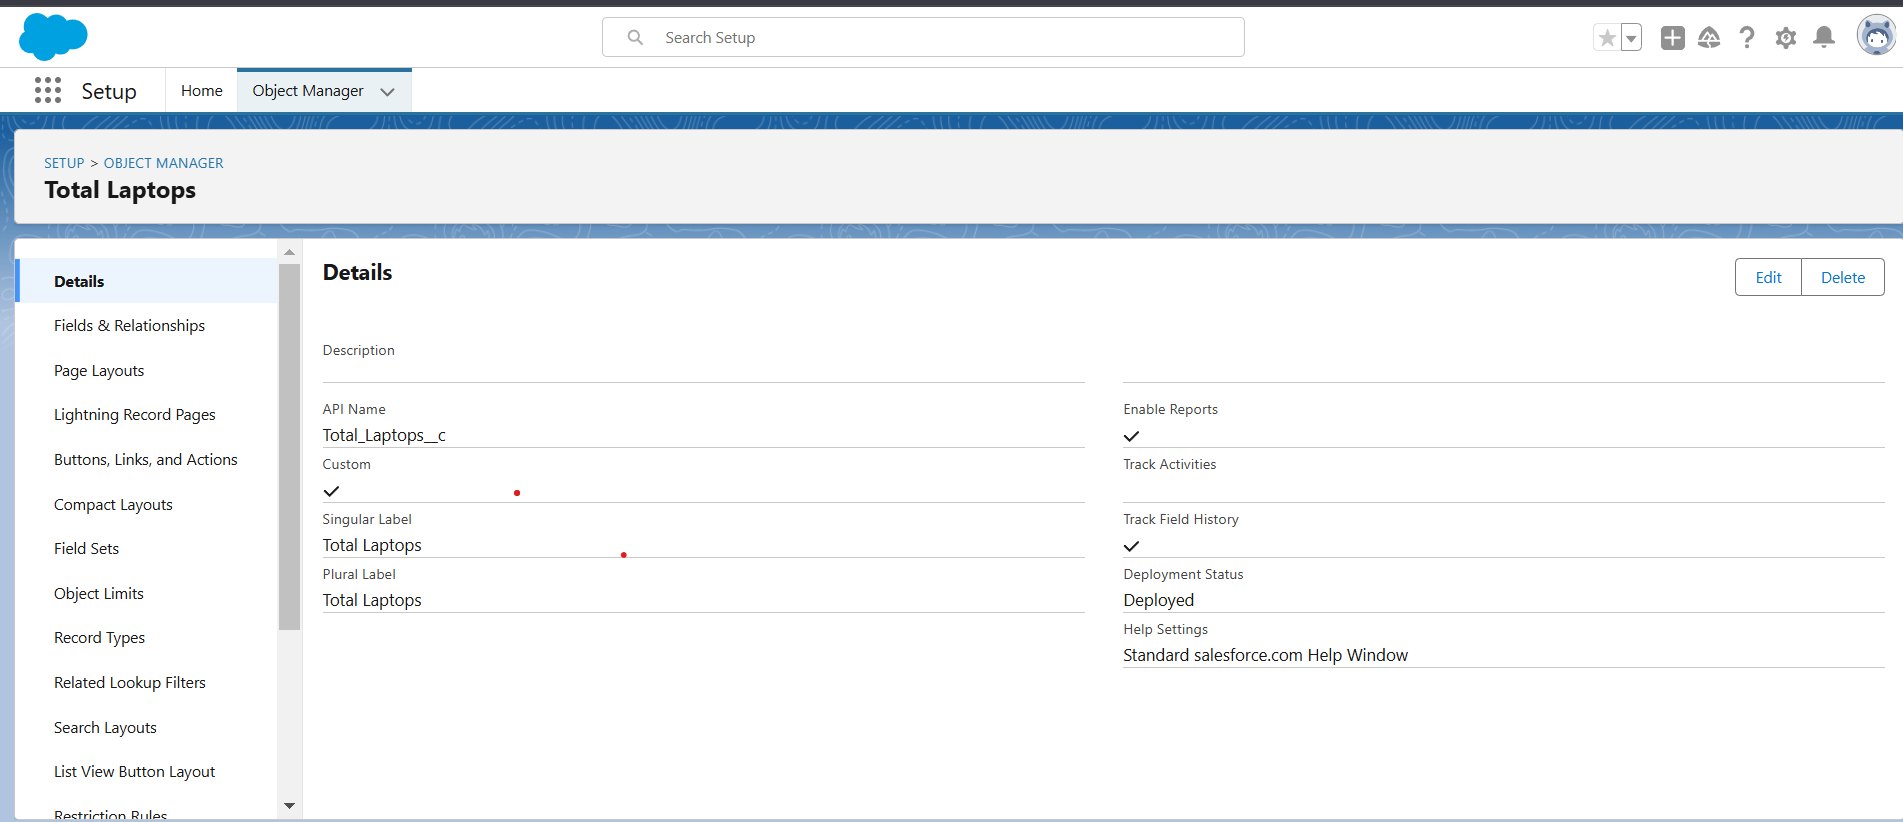 Search Setup
Setup
Home
Object Manager
SETUP > OBJECT MANAGER
Total Laptops
Details
Fields & Relationships
Page Layouts
Lightning Record Pages
Buttons, Links, and Actions
Compact Layouts
Field Sets
Object Limits
Record Types
Related Lookup Filters
Search Layouts
List View Button Layout
Restriction Rules
Details
Edit
Delete
Description
API Name
Total_Laptops__c
Custom
Singular Label
Total Laptops
Plural Label
Total Laptops
Enable Reports
Track Activities
Track Field History
Deployment Status
Deployed
Help Settings
Standard salesforce.com Help Window